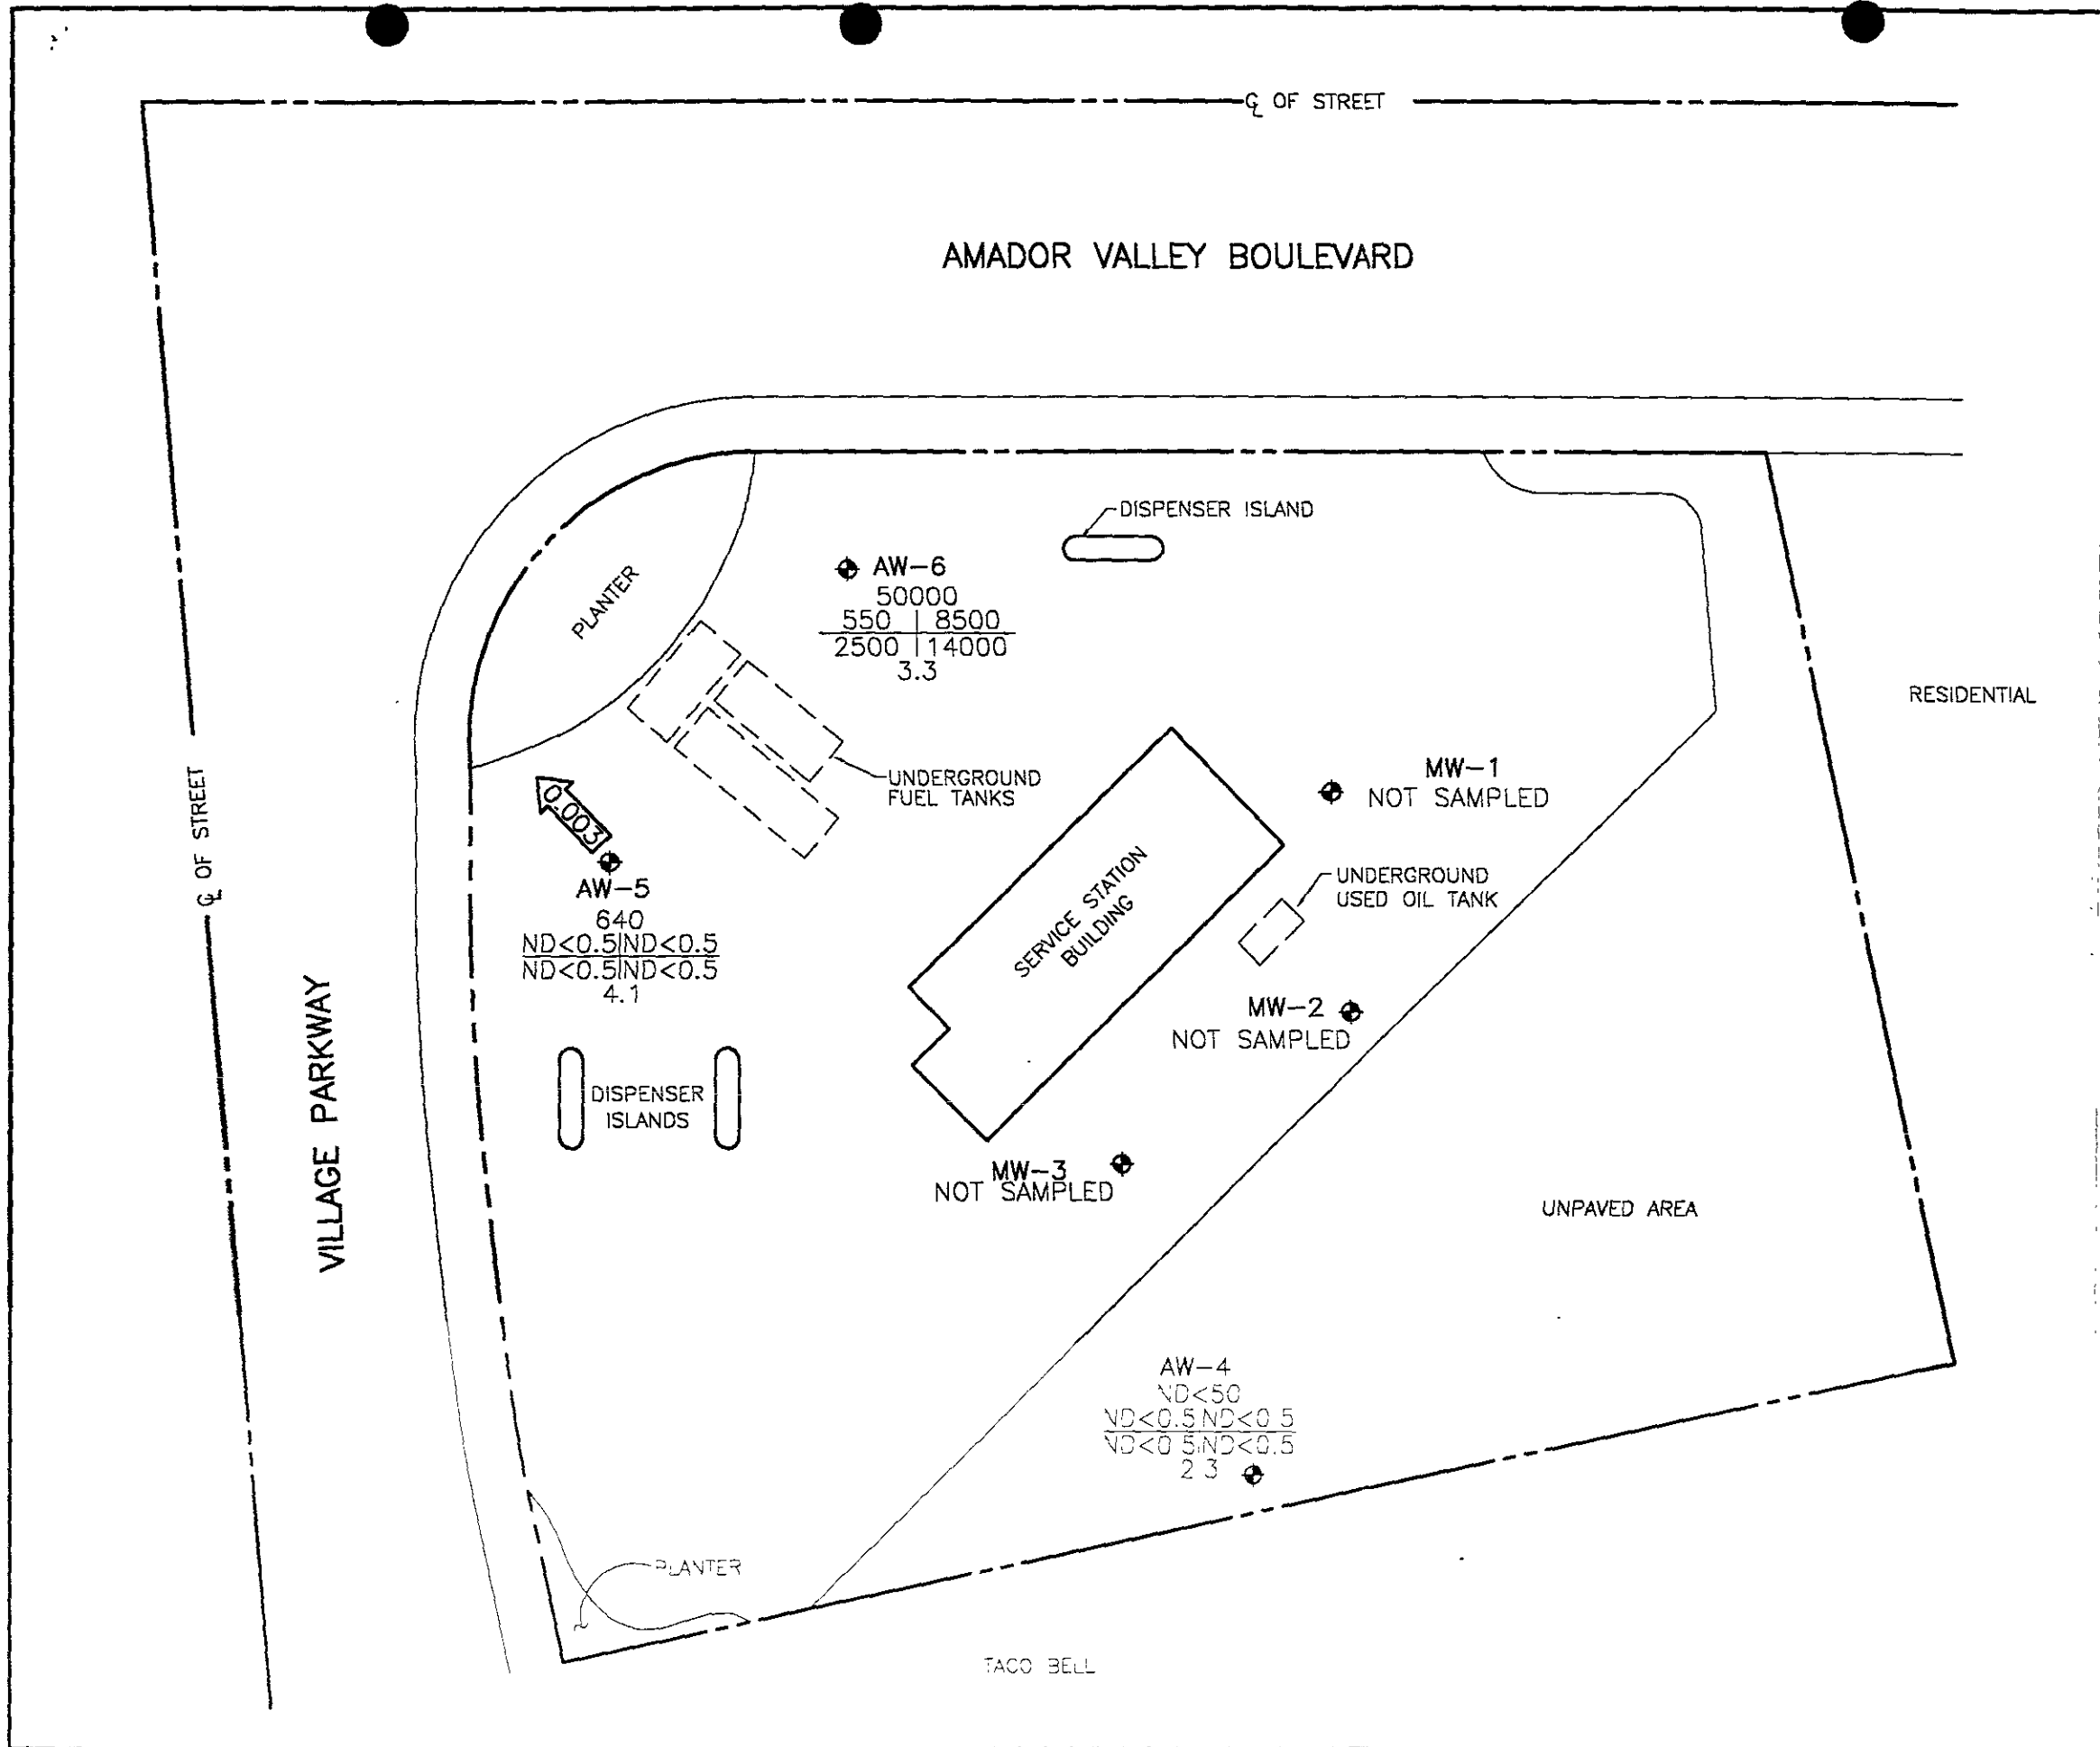 ℄ OF STREET
AMADOR VALLEY BOULEVARD
DISPENSER ISLAND
AW-6
50000
550 | 8500
2500 | 14000
3.3
PLANTER
RESIDENTIAL
UNDERGROUND
FUEL TANKS
MW-1
NOT SAMPLED
℄ OF STREET
0.003
AW-5
640
ND<0.5|ND<0.5
ND<0.5|ND<0.5
4.1
SERVICE STATION
BUILDING
UNDERGROUND
USED OIL TANK
MW-2
NOT SAMPLED
VILLAGE PARKWAY
DISPENSER
ISLANDS
MW-3
NOT SAMPLED
UNPAVED AREA
AW-4
ND<50
ND<0.5 ND<0.5
ND<0.5|ND<0.5
2.3
PLANTER
TACO BELL